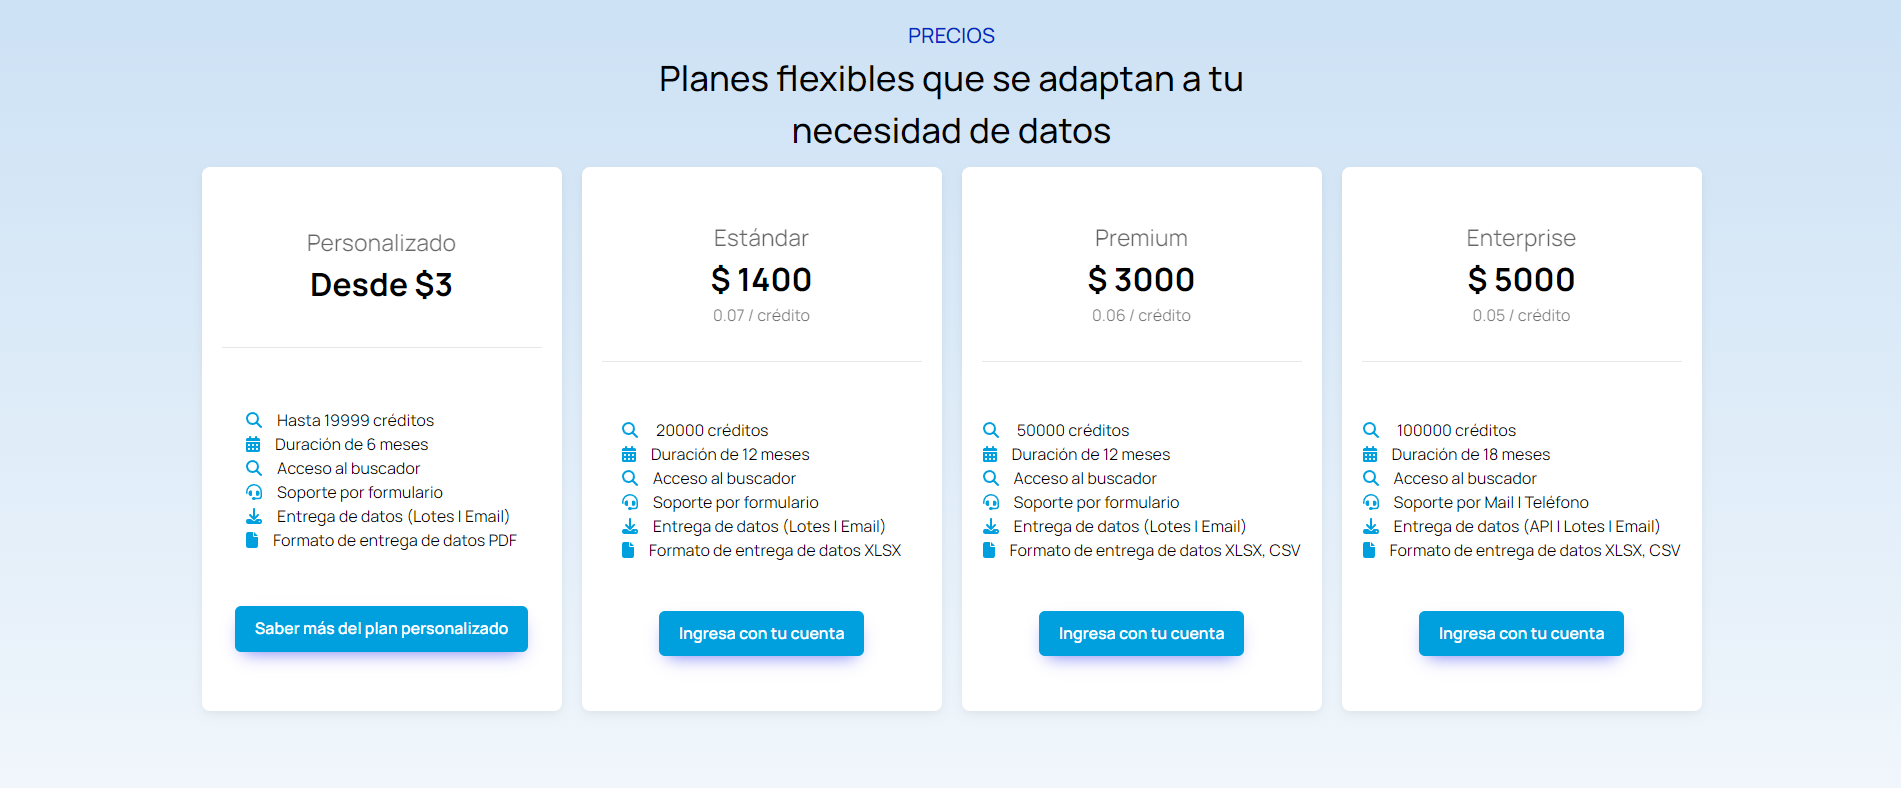 PRECIOS
Planes flexibles que se adaptan a tu
necesidad de datos
Personalizado
Desde $3
Hasta 19999 créditos
Duración de 6 meses
Acceso al buscador
Soporte por formulario
Entrega de datos (Lotes | Email)
Formato de entrega de datos PDF
Saber más del plan personalizado
Estándar
$ 1400
0.07 / crédito
20000 créditos
Duración de 12 meses
Acceso al buscador
Soporte por formulario
Entrega de datos (Lotes | Email)
Formato de entrega de datos XLSX
Ingresa con tu cuenta
Premium
$ 3000
0.06 / crédito
50000 créditos
Duración de 12 meses
Acceso al buscador
Soporte por formulario
Entrega de datos (Lotes | Email)
Formato de entrega de datos XLSX, CSV
Ingresa con tu cuenta
Enterprise
$ 5000
0.05 / crédito
100000 créditos
Duración de 18 meses
Acceso al buscador
Soporte por Mail | Teléfono
Entrega de datos (API | Lotes | Email)
Formato de entrega de datos XLSX, CSV
Ingresa con tu cuenta